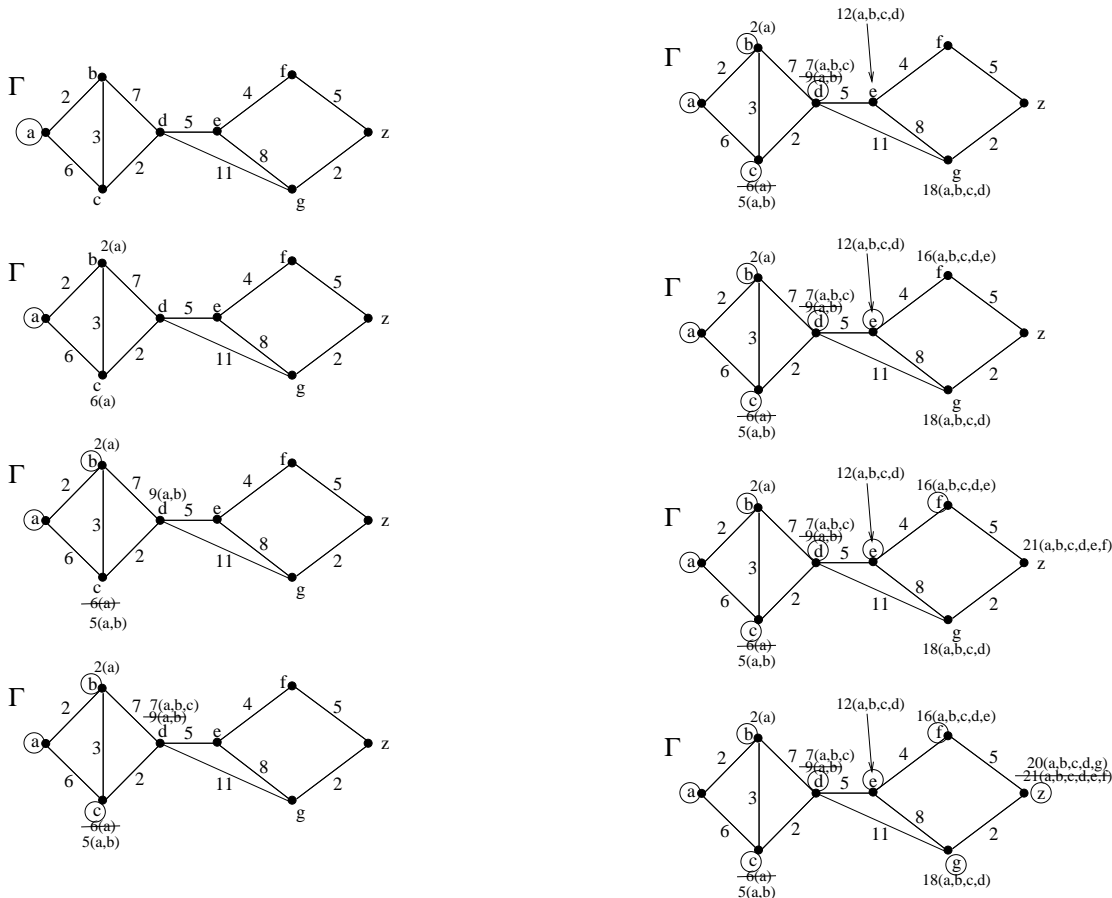 Γ
b
f
2
7
4
5
a
3
d
5
e
z
6
2
8
11
2
c
g
2(a)
Γ
b
f
2
7
4
5
a
3
d
5
e
z
6
2
8
11
2
c
g
6(a)
2(a)
Γ
b
f
2
7
4
5
9(a,b)
a
3
d
5
e
z
6
2
8
11
2
c
g
6(a)
5(a,b)
2(a)
Γ
b
f
2
7
7(a,b,c)
4
5
9(a,b)
a
3
d
5
e
z
6
2
8
11
2
c
g
6(a)
5(a,b)
12(a,b,c,d)
2(a)
Γ
b
f
2
7
7(a,b,c)
4
5
9(a,b)
a
3
d
5
e
z
6
2
8
11
2
c
g
6(a)
18(a,b,c,d)
5(a,b)
12(a,b,c,d)
2(a)
16(a,b,c,d,e)
Γ
b
f
2
7
7(a,b,c)
4
5
9(a,b)
a
3
d
5
e
z
6
2
8
11
2
c
g
6(a)
18(a,b,c,d)
5(a,b)
12(a,b,c,d)
2(a)
16(a,b,c,d,e)
Γ
b
f
2
7
7(a,b,c)
4
5
9(a,b)
21(a,b,c,d,e,f)
a
3
d
5
e
z
6
2
8
11
2
c
g
6(a)
18(a,b,c,d)
5(a,b)
12(a,b,c,d)
2(a)
16(a,b,c,d,e)
Γ
b
f
2
7
7(a,b,c)
4
5
20(a,b,c,d,g)
9(a,b)
21(a,b,c,d,e,f)
a
3
d
5
e
z
6
2
8
11
2
c
g
6(a)
18(a,b,c,d)
5(a,b)